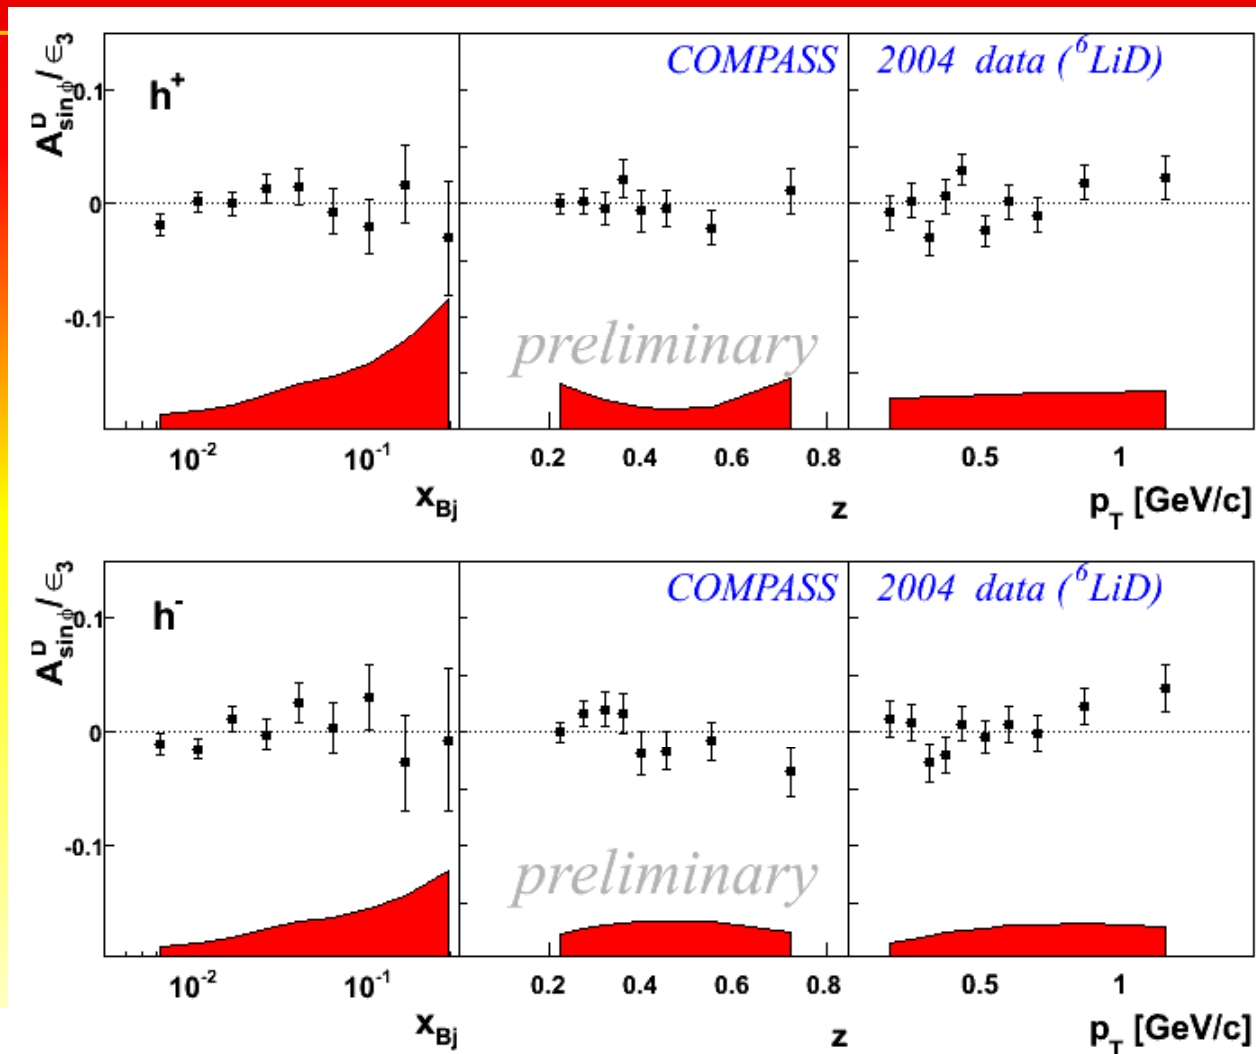 A^D_sinϕ/ϵ_3
h⁺
COMPASS 2004 data (⁶LiD)
0.1
0
-0.1
preliminary
10⁻² 10⁻¹ 0.2 0.4 0.6 0.8 0.5 1
x_Bj z p_T [GeV/c]
A^D_sinϕ/ϵ_3
h⁻
COMPASS 2004 data (⁶LiD)
0.1
0
-0.1
preliminary
10⁻² 10⁻¹ 0.2 0.4 0.6 0.8 0.5 1
x_Bj z p_T [GeV/c]